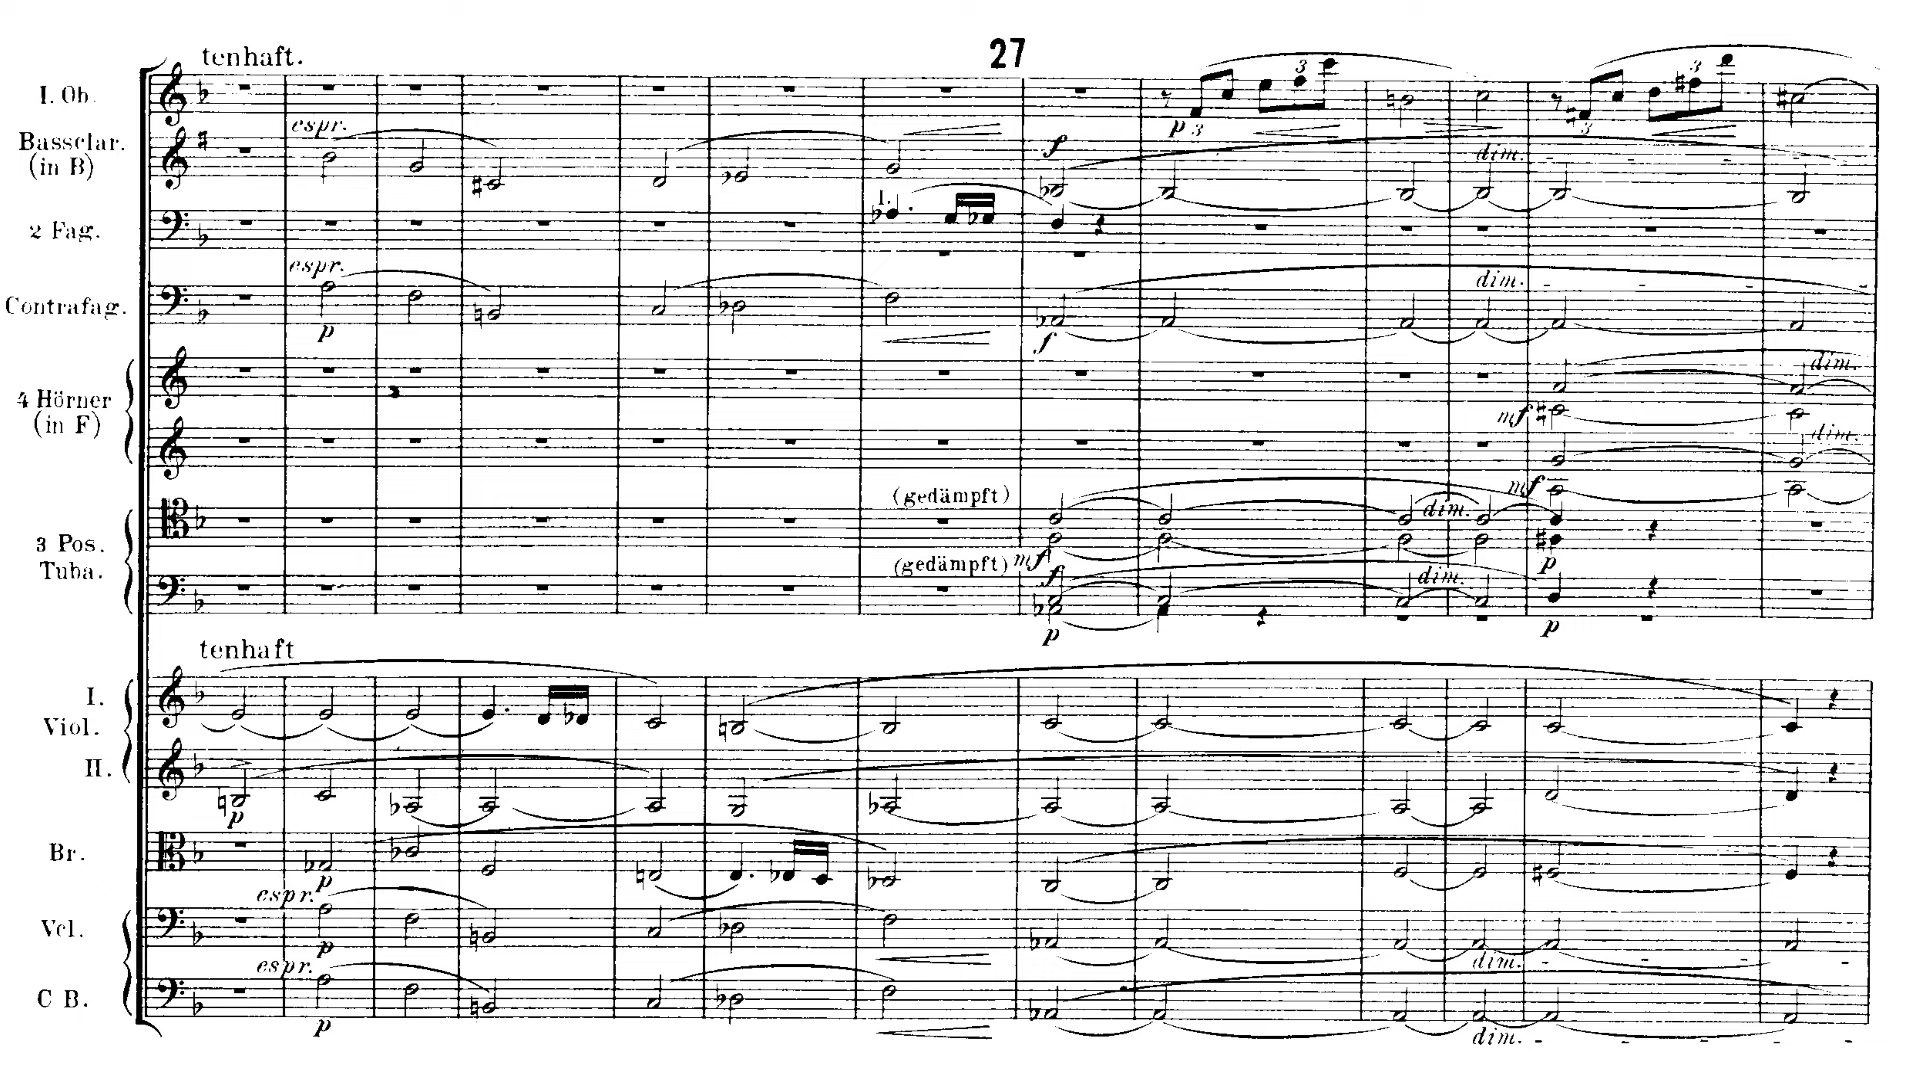 tenhaft.
27
I. Ob.
p 3
3
3
3
Bassclar.
(in B)
espr.
f
dim.
2 Fag.
I.
Contrafag.
espr.
p
f
dim.
4 Hörner
(in F)
mf
dim.
mf
dim.
3 Pos.
Tuba.
(gedämpft)
mf
dim.
p
(gedämpft)
f
p
dim.
p
tenhaft
I.
Viol.
II.
p
Br.
p
Vcl.
espr.
p
dim.
C B.
espr.
p
dim.